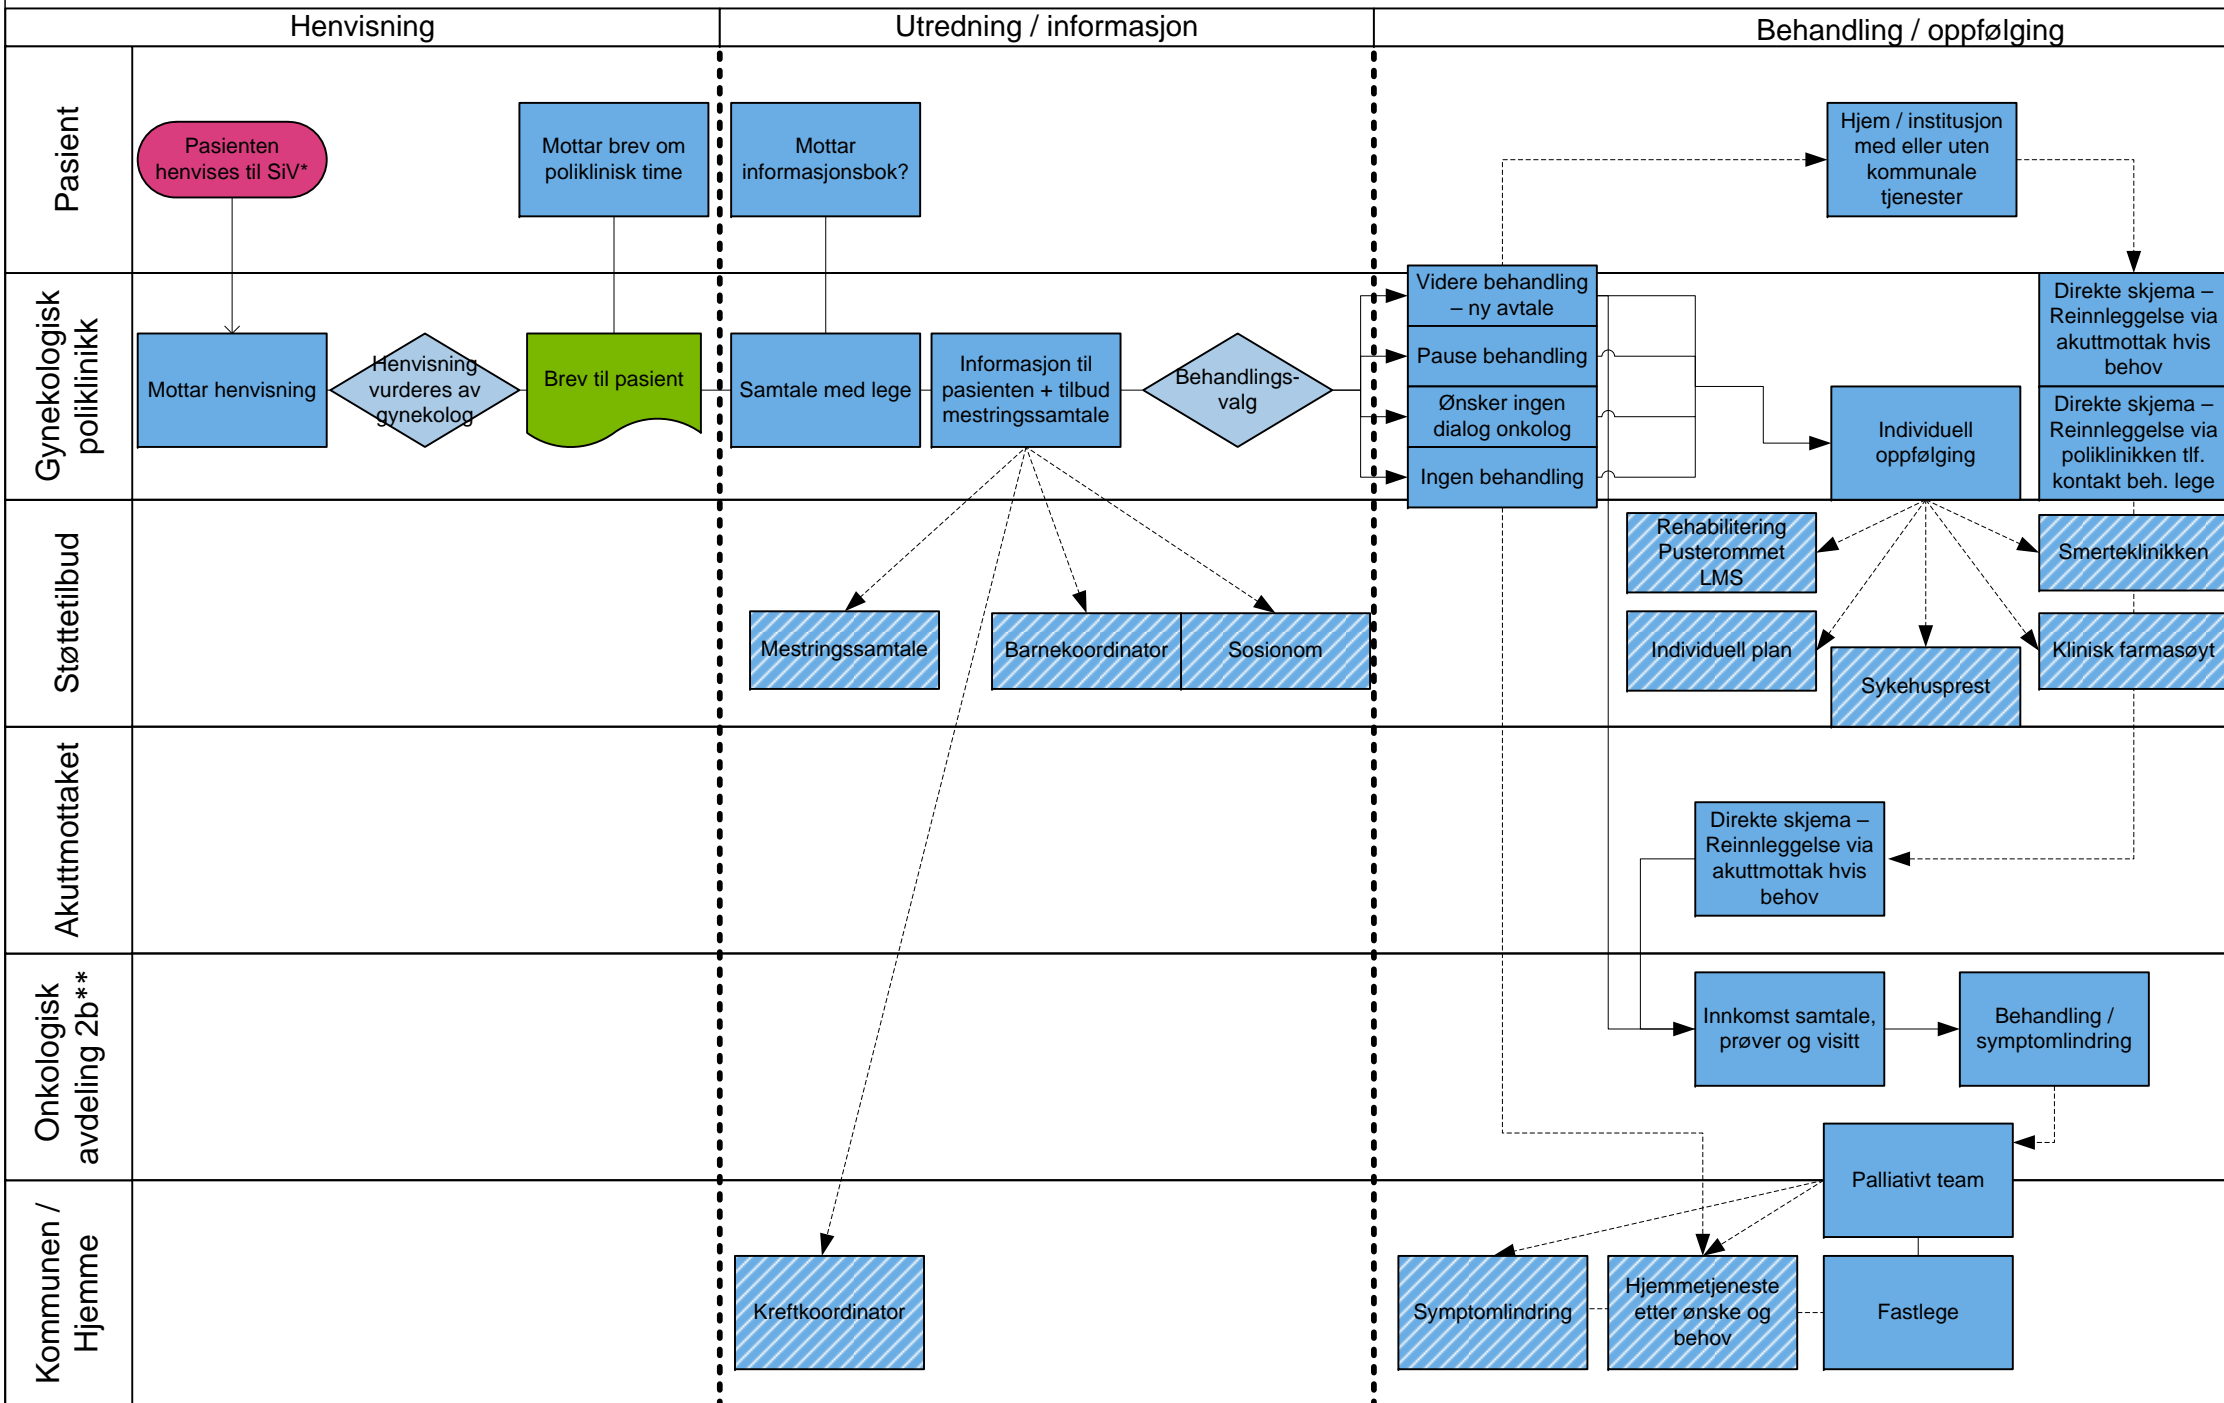 Henvisning
Utredning / informasjon
Behandling / oppfølging
Pasient
Pasienten
henvises til SiV*
Mottar brev om
poliklinisk time
Mottar
informasjonsbok?
Hjem / institusjon
med eller uten
kommunale
tjenester
Gynekologisk
poliklinikk
Mottar henvisning
Henvisning
vurderes av
gynekolog
Brev til pasient
Samtale med lege
Informasjon til
pasienten + tilbud
mestringssamtale
Behandlings-
valg
Videre behandling
– ny avtale
Pause behandling
Ønsker ingen
dialog onkolog
Ingen behandling
Individuell
oppfølging
Direkte skjema –
Reinnleggelse via
akuttmottak hvis
behov
Direkte skjema –
Reinnleggelse via
poliklinikken tlf.
kontakt beh. lege
Støttetilbud
Mestringssamtale
Barnekoordinator
Sosionom
Rehabilitering
Pusterommet
LMS
Smerteklinikken
Individuell plan
Sykehusprest
Klinisk farmasøyt
Akuttmottaket
Direkte skjema –
Reinnleggelse via
akuttmottak hvis
behov
Onkologisk
avdeling 2b**
Innkomst samtale,
prøver og visitt
Behandling /
symptomlindring
Palliativt team
Kommunen /
Hjemme
Kreftkoordinator
Symptomlindring
Hjemmetjeneste
etter ønske og
behov
Fastlege